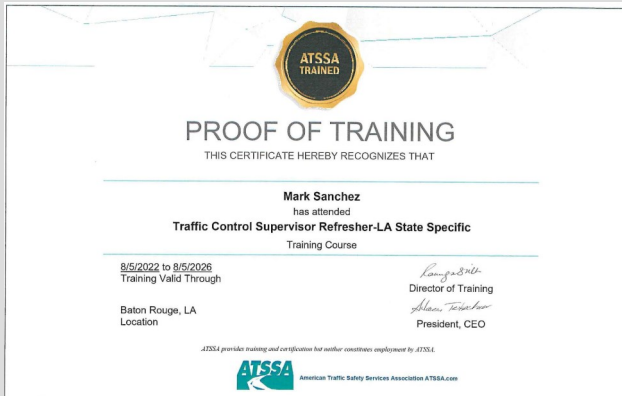 ATSSA
TRAINED
PROOF OF TRAINING
THIS CERTIFICATE HEREBY RECOGNIZES THAT
Mark Sanchez
has attended
Traffic Control Supervisor Refresher-LA State Specific
Training Course
8/5/2022 to 8/5/2026
Training Valid Through
Director of Training
Baton Rouge, LA
Location
President, CEO
ATSSA provides training and certification but neither constitutes employment by ATSSA.
ATSSA
American Traffic Safety Services Association ATSSA.com